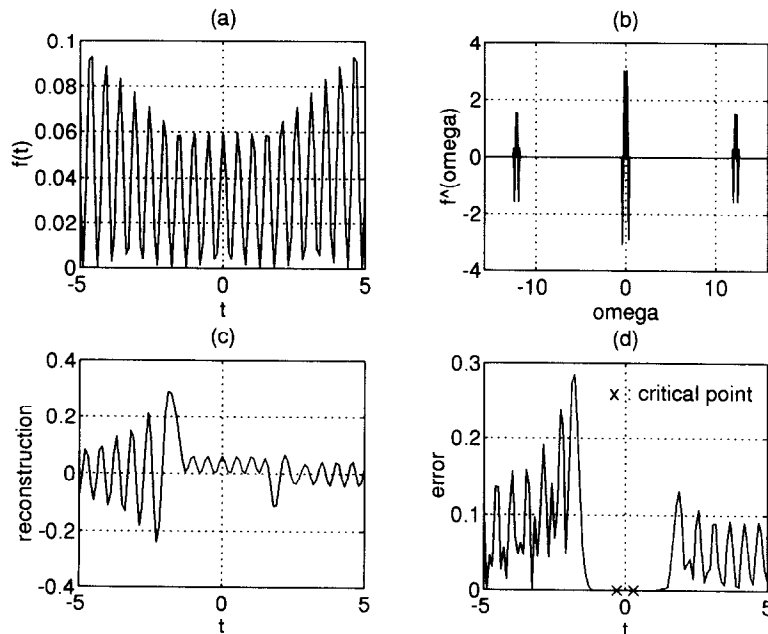 (a)
0.1
0.08
0.06
0.04
0.02
0
f(t)
-5
0
5
t
(b)
4
2
0
-2
-4
f^(omega)
-10
0
10
omega
(c)
0.4
0.2
0
-0.2
-0.4
reconstruction
-5
0
5
t
(d)
0.3
0.2
0.1
0
error
x : critical point
-5
0
5
t